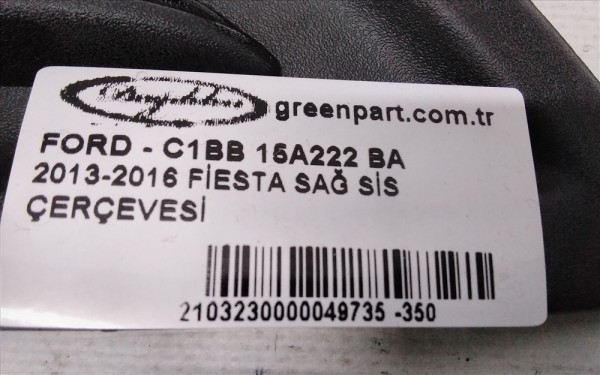 greenpart.com.tr
FORD - C1BB 15A222 BA
2013-2016 FİESTA SAĞ SİS
ÇERÇEVESİ
2103230000049735 -350